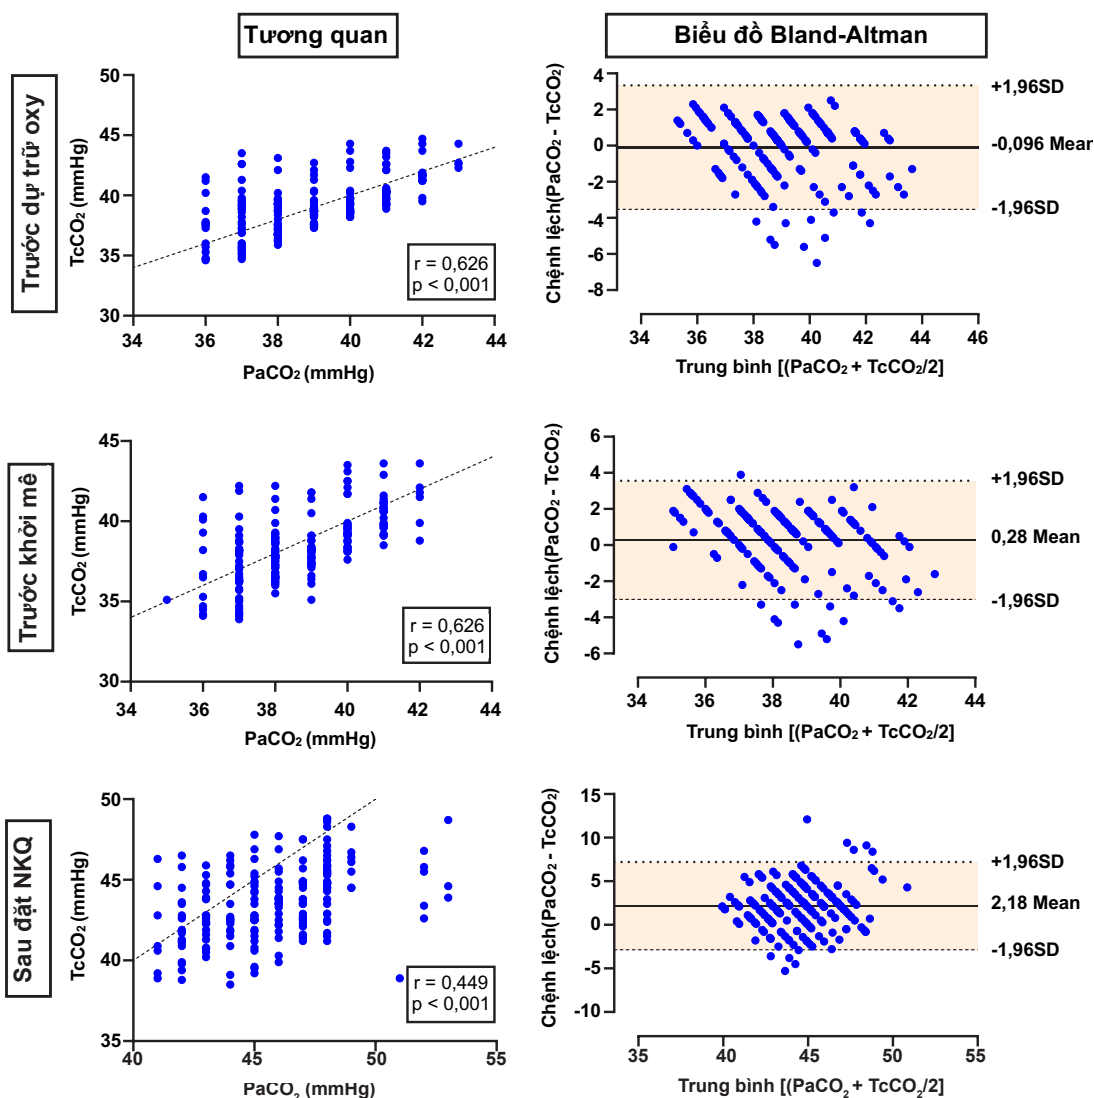 Tương quan
Biểu đồ Bland-Altman
Trước dự trữ oxy
TcCO2 (mmHg)
50
45
40
35
30
34 36 38 40 42 44
PaCO2 (mmHg)
r = 0,626
p < 0,001
Chệnh lệch(PaCO2 - TcCO2)
4
2
0
-2
-4
-6
-8
34 36 38 40 42 44 46
Trung bình [(PaCO2 + TcCO2/2]
+1,96SD
-0,096 Mean
-1,96SD
Trước khởi mê
TcCO2 (mmHg)
45
40
35
30
34 36 38 40 42 44
PaCO2 (mmHg)
r = 0,626
p < 0,001
Chệnh lệch(PaCO2 - TcCO2)
6
4
2
0
-2
-4
-6
34 36 38 40 42 44
Trung bình [(PaCO2 + TcCO2/2]
+1,96SD
0,28 Mean
-1,96SD
Sau đặt NKQ
TcCO2 (mmHg)
50
45
40
35
40 45 50 55
PaCO2 (mmHg)
r = 0,449
p < 0,001
Chệnh lệch(PaCO2 - TcCO2)
15
10
5
0
-5
-10
35 40 45 50 55
Trung bình [(PaCO2 + TcCO2/2]
+1,96SD
2,18 Mean
-1,96SD